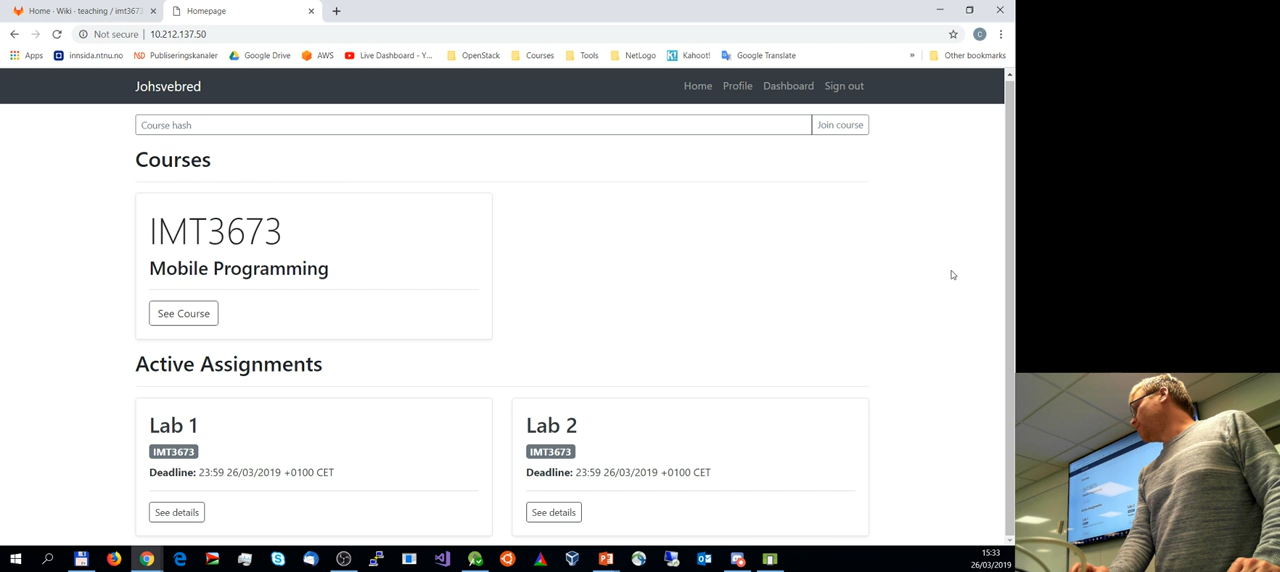 Home · Wiki · teaching / imt3673
Homepage
Not secure | 10.212.137.50
Apps
innsida.ntnu.no
Publiseringskanaler
Google Drive
AWS
Live Dashboard - Y...
OpenStack
Courses
Tools
NetLogo
Kahoot!
Google Translate
»
Other bookmarks
Johsvebred
Home
Profile
Dashboard
Sign out
Course hash
Join course
Courses
IMT3673
Mobile Programming
See Course
Active Assignments
Lab 1
IMT3673
Deadline: 23:59 26/03/2019 +0100 CET
See details
Lab 2
IMT3673
Deadline: 23:59 26/03/2019 +0100 CET
See details
15:33
26/03/2019